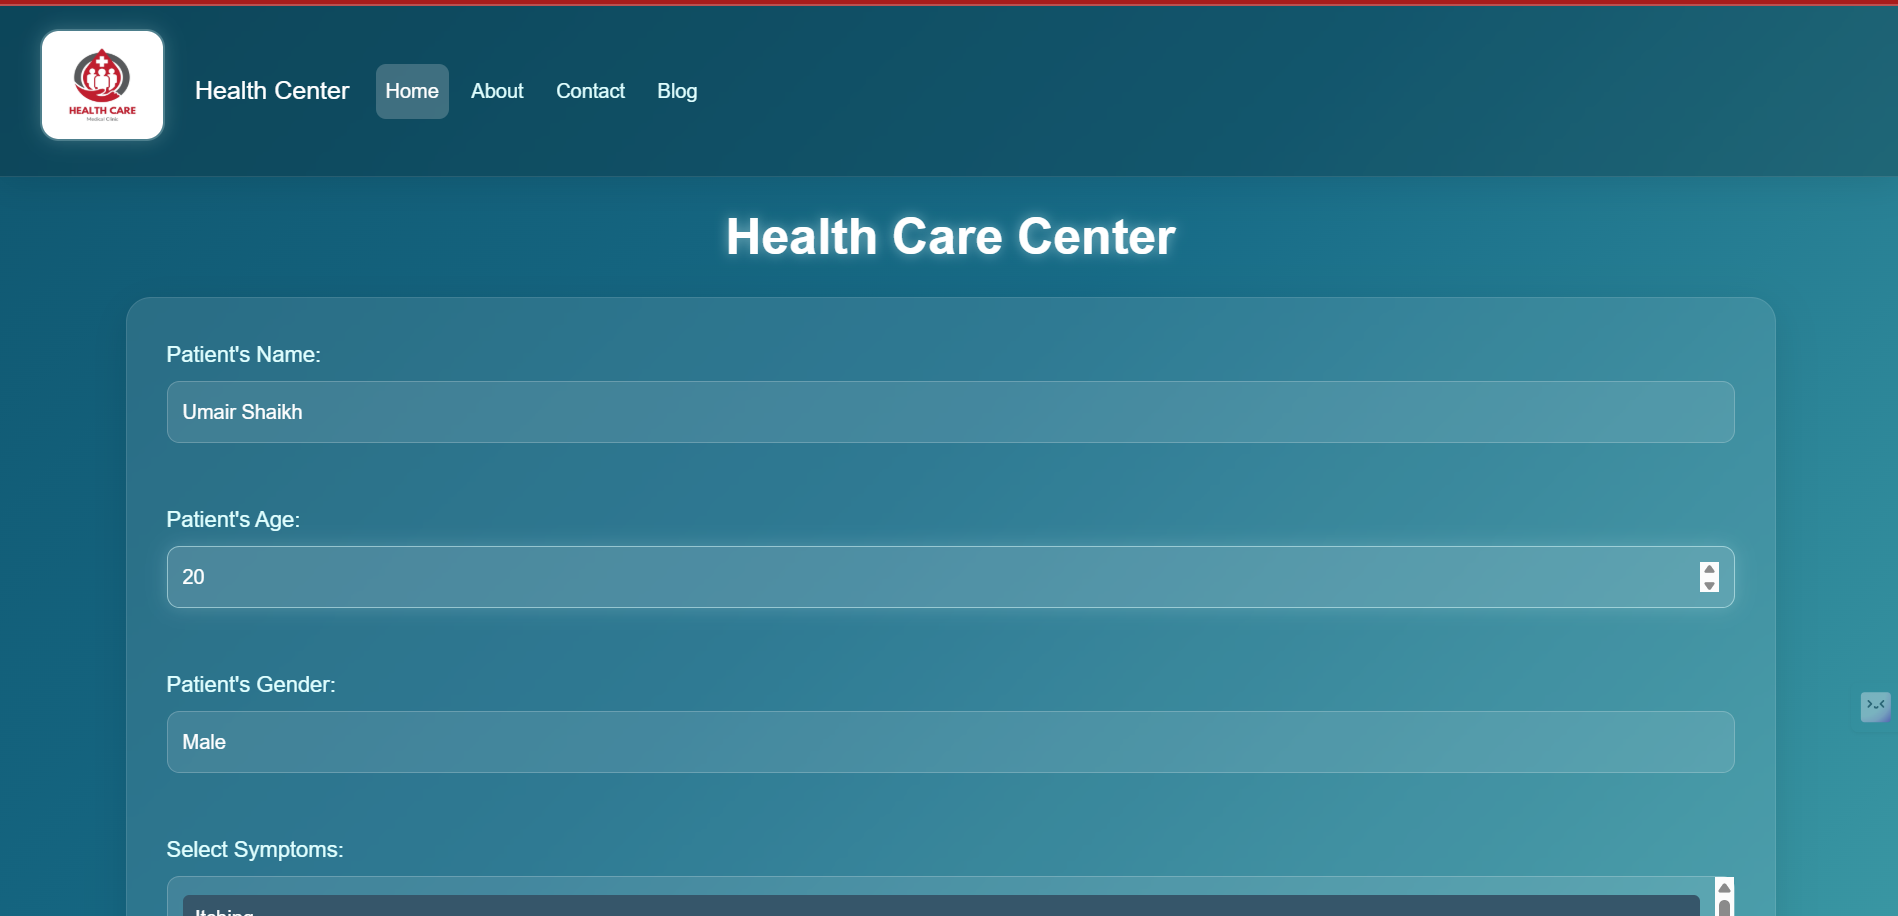 HEALTH CARE
Medical Clinic
Health Center
Home
About
Contact
Blog
Health Care Center
Patient's Name:
Umair Shaikh
Patient's Age:
20
Patient's Gender:
Male
Select Symptoms:
Itching